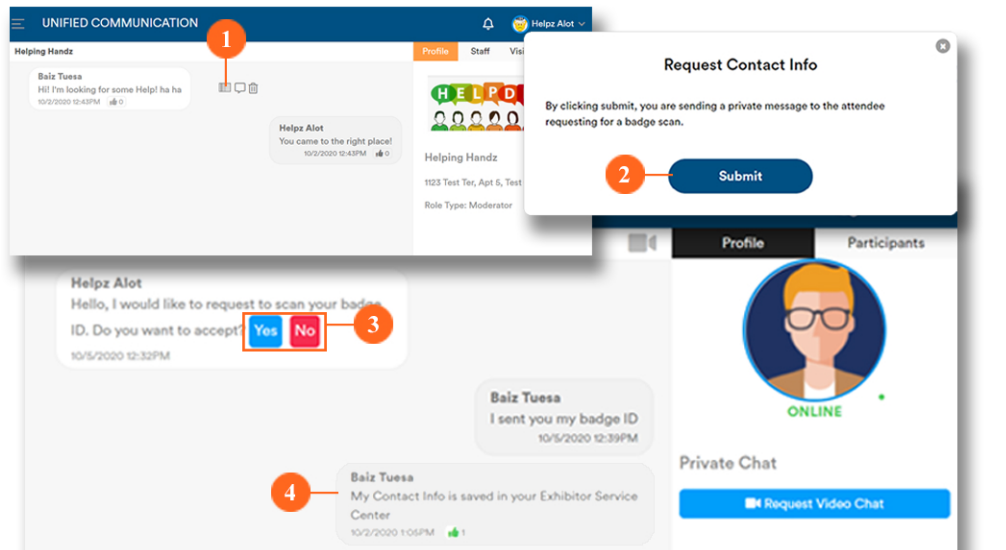 UNIFIED COMMUNICATION
Helpz Alot
1
Helping Handz
Profile Staff
Baiz Tuesa
Hi! I'm looking for some Help! ha ha
10/2/2020 12:43PM 0
Helpz Alot
You came to the right place!
10/2/2020 12:43PM 0
HELPD
Helping Handz
1123 Test Ter, Apt 5, Test
Role Type: Moderator
Request Contact Info
By clicking submit, you are sending a private message to the attendee
requesting for a badge scan.
2
Submit
Profile Participants
Helpz Alot
Hello, I would like to request to scan your badge
ID. Do you want to accept? Yes No
3
10/5/2020 12:32PM
Baiz Tuesa
I sent you my badge ID
10/5/2020 12:39PM
4
Baiz Tuesa
My Contact Info is saved in your Exhibitor Service
Center
10/2/2020 1:05PM 1
ONLINE
Private Chat
Request Video Chat